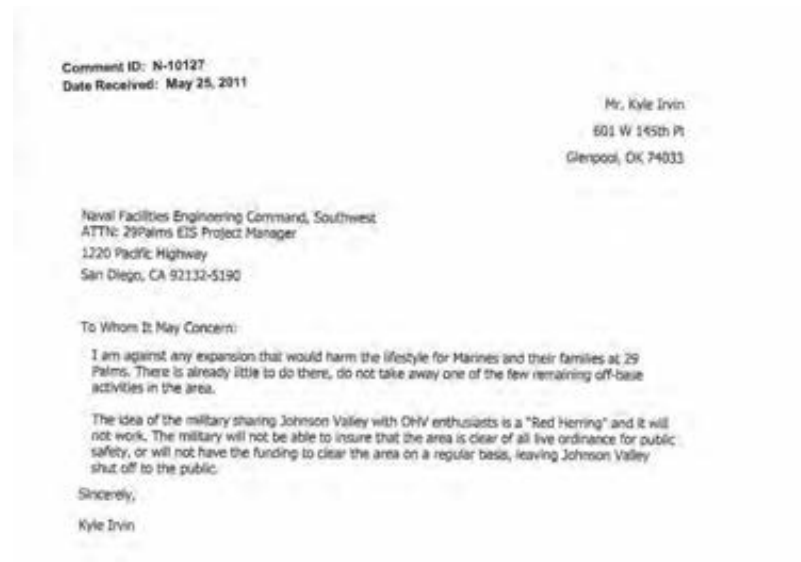 Comment ID: N-10127
Date Received: May 25, 2011
Mr. Kyle Irvin
601 W 145th Pl
Glenpool, OK 74033
Naval Facilities Engineering Command, Southwest
ATTN: 29Palms EIS Project Manager
1220 Pacific Highway
San Diego, CA 92132-5190
To Whom It May Concern:
I am against any expansion that would harm the lifestyle for Marines and their families at 29
Palms. There is already little to do there, do not take away one of the few remaining off-base
activities in the area.
The idea of the military sharing Johnson Valley with OHV enthusiasts is a "Red Herring" and it will
not work. The military will not be able to insure that the area is clear of all live ordinance for public
safety, or will not have the funding to clear the area on a regular basis, leaving Johnson Valley
shut off to the public.
Sincerely,
Kyle Irvin